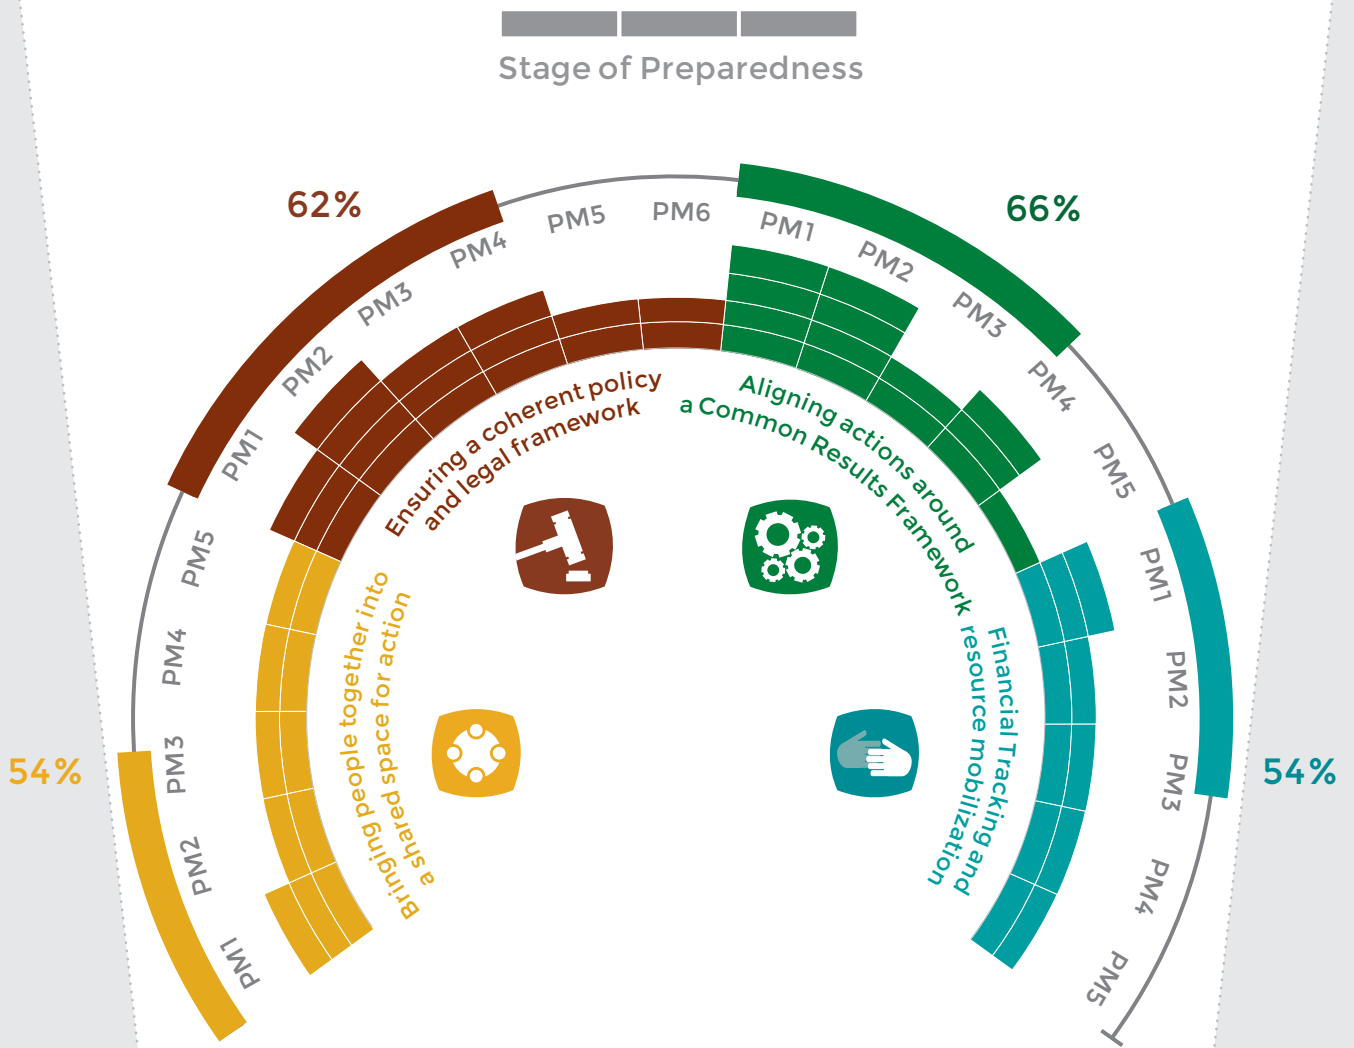 Stage of Preparedness
54%
PM1
PM2
PM3
PM4
PM5
Bringing people together into
a shared space for action
62%
PM1
PM2
PM3
PM4
PM5
PM6
Ensuring a coherent policy
and legal framework
66%
PM1
PM2
PM3
PM4
PM5
Aligning actions around
a Common Results Framework
54%
PM1
PM2
PM3
PM4
PM5
Financial Tracking and
resource mobilization